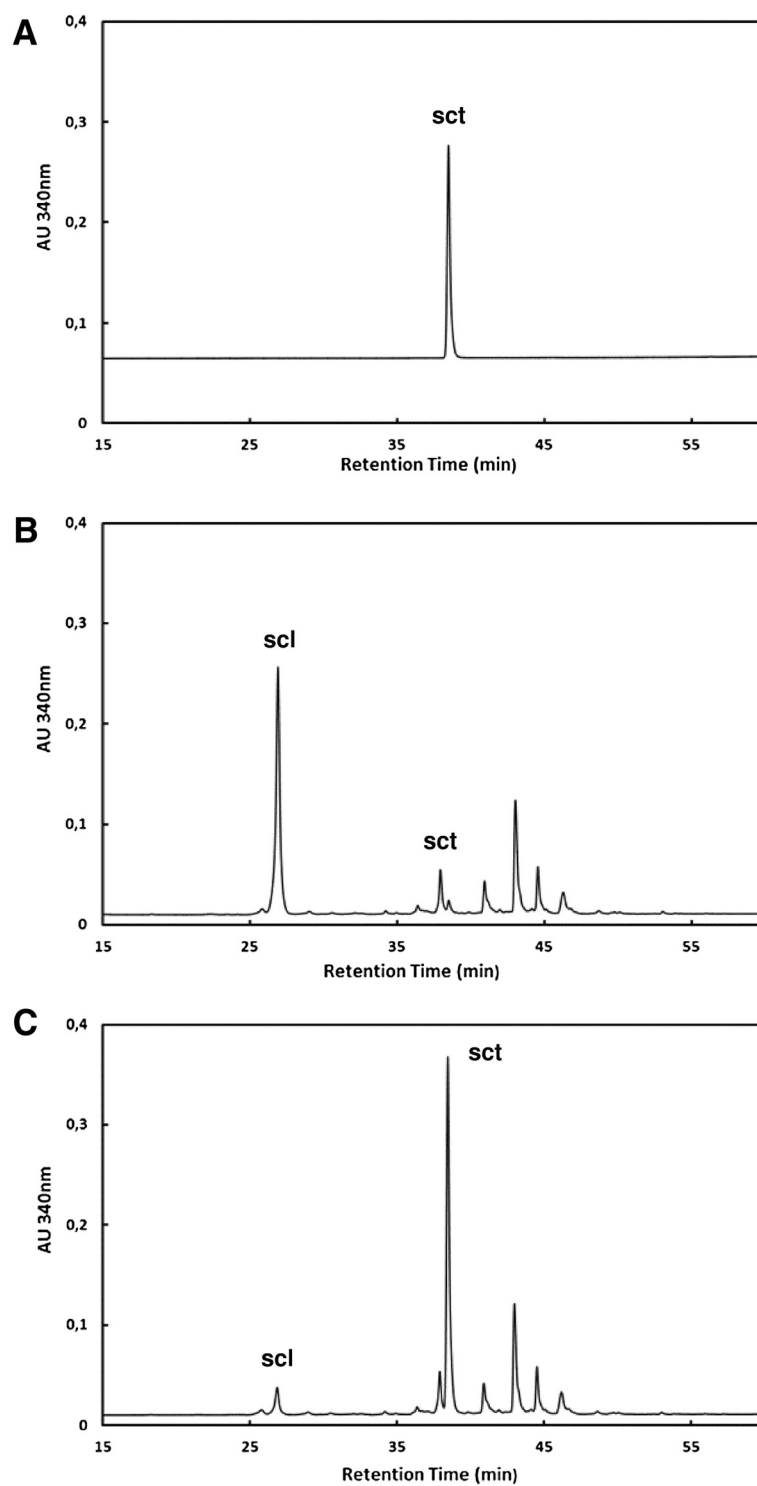 A
0,4
0,3
0,2
0,1
0
AU 340nm
sct
15 25 35 45 55
Retention Time (min)
B
0,4
0,3
0,2
0,1
0
AU 340nm
scl
sct
15 25 35 45 55
Retention Time (min)
C
0,4
0,3
0,2
0,1
0
AU 340nm
sct
scl
15 25 35 45 55
Retention Time (min)